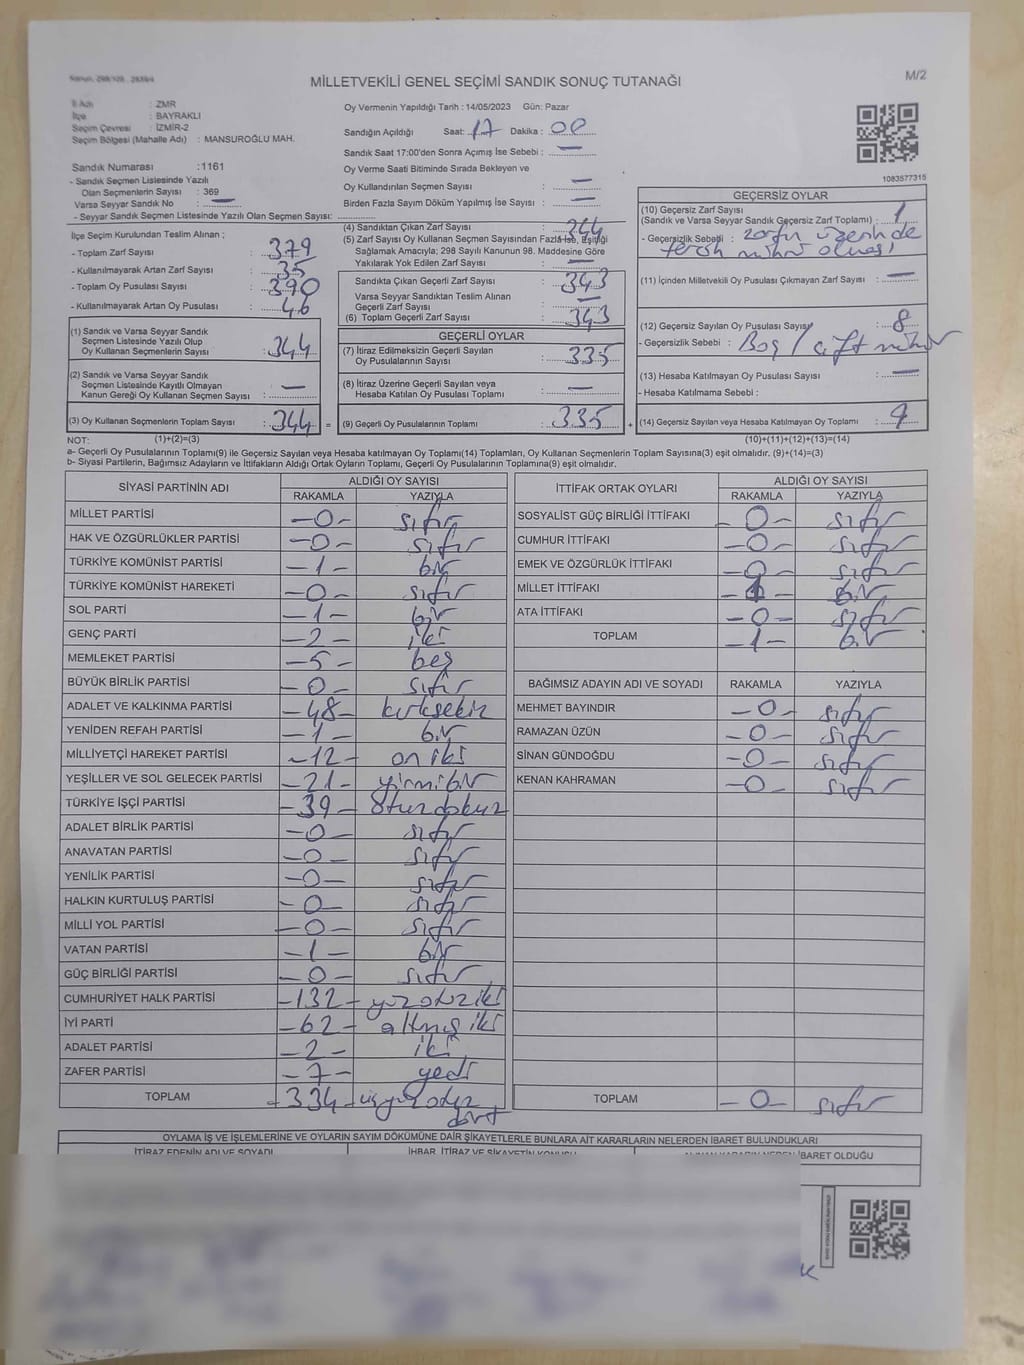 MİLLETVEKİLİ GENEL SEÇİMİ SANDIK SONUÇ TUTANAĞI
M/2
İl Adı : ZMR
İlçe : BAYRAKLI
Seçim Çevresi : İZMİR-2
Seçim Bölgesi (Mahalle Adı) : MANSUROĞLU MAH.
Sandık Numarası :1161
- Sandık Seçmen Listesinde Yazılı
Olan Seçmenlerin Sayısı : 369
Varsa Seyyar Sandık No : —
- Seyyar Sandık Seçmen Listesinde Yazılı Olan Seçmen Sayısı:
Oy Vermenin Yapıldığı Tarih : 14/05/2023 Gün: Pazar
Sandığın Açıldığı Saat: 17 Dakika : 00
Sandık Saat 17:00'den Sonra Açımış İse Sebebi : —
Oy Verme Saati Bitiminde Sırada Bekleyen ve
Oy Kullandırılan Seçmen Sayısı : —
Birden Fazla Sayım Döküm Yapılmış İse Sayısı : —
1083577315
İlçe Seçim Kurulundan Teslim Alınan ;
- Toplam Zarf Sayısı : 379
- Kullanılmayarak Artan Zarf Sayısı : 35
- Toplam Oy Pusulası Sayısı : 390
- Kullanılmayarak Artan Oy Pusulası : 46
(1) Sandık ve Varsa Seyyar Sandık
Seçmen Listesinde Yazılı Olup
Oy Kullanan Seçmenlerin Sayısı : 344
(2) Sandık ve Varsa Seyyar Sandık
Seçmen Listesinde Kayıtlı Olmayan
Kanun Gereği Oy Kullanan Seçmen Sayısı : —
(3) Oy Kullanan Seçmenlerin Toplam Sayısı : 344 =
(4) Sandıktan Çıkan Zarf Sayısı : 344
(5) Zarf Sayısı Oy Kullanan Seçmen Sayısından Fazla İse, Eşitliği
Sağlamak Amacıyla; 298 Sayılı Kanunun 98. Maddesine Göre
Yakılarak Yok Edilen Zarf Sayısı : —
Sandıkta Çıkan Geçerli Zarf Sayısı : 343
Varsa Seyyar Sandıktan Teslim Alınan
Geçerli Zarf Sayısı : —
(6) Toplam Geçerli Zarf Sayısı : 343
GEÇERLİ OYLAR
(7) İtiraz Edilmeksizin Geçerli Sayılan
Oy Pusulalarının Sayısı : 335
(8) İtiraz Üzerine Geçerli Sayılan veya
Hesaba Katılan Oy Pusulası Toplamı : —
(9) Geçerli Oy Pusulalarının Toplamı : 335 +
GEÇERSİZ OYLAR
(10) Geçersiz Zarf Sayısı
(Sandık ve Varsa Seyyar Sandık Geçersiz Zarf Toplamı) : 1
- Geçersizlik Sebebi : zarfın üzerinde
tercih mührü olması
(11) İçinden Milletvekili Oy Pusulası Çıkmayan Zarf Sayısı : —
(12) Geçersiz Sayılan Oy Pusulası Sayısı : 8
- Geçersizlik Sebebi : Boş / çift mühür
(13) Hesaba Katılmayan Oy Pusulası Sayısı : —
- Hesaba Katılmama Sebebi :
(14) Geçersiz Sayılan veya Hesaba Katılmayan Oy Toplamı : 9
NOT: (1)+(2)=(3) (10)+(11)+(12)+(13)=(14)
a- Geçerli Oy Pusulalarının Toplamı(9) ile Geçersiz Sayılan veya Hesaba katılmayan Oy Toplamı(14) Toplamları, Oy Kullanan Seçmenlerin Toplam Sayısına(3) eşit olmalıdır. (9)+(14)=(3)
b- Siyasi Partilerin, Bağımsız Adayların ve İttifakların Aldığı Ortak Oyların Toplamı, Geçerli Oy Pusulalarının Toplamına(9) eşit olmalıdır.
SİYASİ PARTİNİN ADI ALDIĞI OY SAYISI
RAKAMLA YAZIYLA
MİLLET PARTİSİ —0— sıfır
HAK VE ÖZGÜRLÜKLER PARTİSİ —0— sıfır
TÜRKİYE KOMÜNİST PARTİSİ —1— bir
TÜRKİYE KOMÜNİST HAREKETİ —0— sıfır
SOL PARTİ —1— bir
GENÇ PARTİ —2— iki
MEMLEKET PARTİSİ —5— beş
BÜYÜK BİRLİK PARTİSİ —0— sıfır
ADALET VE KALKINMA PARTİSİ —48— kırksekiz
YENİDEN REFAH PARTİSİ —1— bir
MİLLİYETÇİ HAREKET PARTİSİ —12— on iki
YEŞİLLER VE SOL GELECEK PARTİSİ —21— yirmibir
TÜRKİYE İŞÇİ PARTİSİ —39— otuzdokuz
ADALET BİRLİK PARTİSİ —0— sıfır
ANAVATAN PARTİSİ —0— sıfır
YENİLİK PARTİSİ —0— sıfır
HALKIN KURTULUŞ PARTİSİ —0— sıfır
MİLLİ YOL PARTİSİ —0— sıfır
VATAN PARTİSİ —1— bir
GÜÇ BİRLİĞİ PARTİSİ —0— sıfır
CUMHURİYET HALK PARTİSİ —132— yüzotuziki
İYİ PARTİ —62— altmış iki
ADALET PARTİSİ —2— iki
ZAFER PARTİSİ —7— yedi
TOPLAM —334— üçyüzotuz
dört
İTTİFAK ORTAK OYLARI ALDIĞI OY SAYISI
RAKAMLA YAZIYLA
SOSYALİST GÜÇ BİRLİĞİ İTTİFAKI —0— sıfır
CUMHUR İTTİFAKI —0— sıfır
EMEK VE ÖZGÜRLÜK İTTİFAKI —0— sıfır
MİLLET İTTİFAKI —1— bir
ATA İTTİFAKI —0— sıfır
TOPLAM —1— bir
BAĞIMSIZ ADAYIN ADI VE SOYADI RAKAMLA YAZIYLA
MEHMET BAYINDIR —0— sıfır
RAMAZAN ÜZÜN —0— sıfır
SİNAN GÜNDOĞDU —0— sıfır
KENAN KAHRAMAN —0— sıfır
TOPLAM —0— sıfır
OYLAMA İŞ VE İŞLEMLERİNE VE OYLARIN SAYIM DÖKÜMÜNE DAİR ŞİKAYETLERLE BUNLARA AİT KARARLARIN NELERDEN İBARET BULUNDUKLARI
İTİRAZ EDENİN ADI VE SOYADI İHBAR, İTİRAZ VE ŞİKAYETİN KONUSU İBARET OLDUĞU